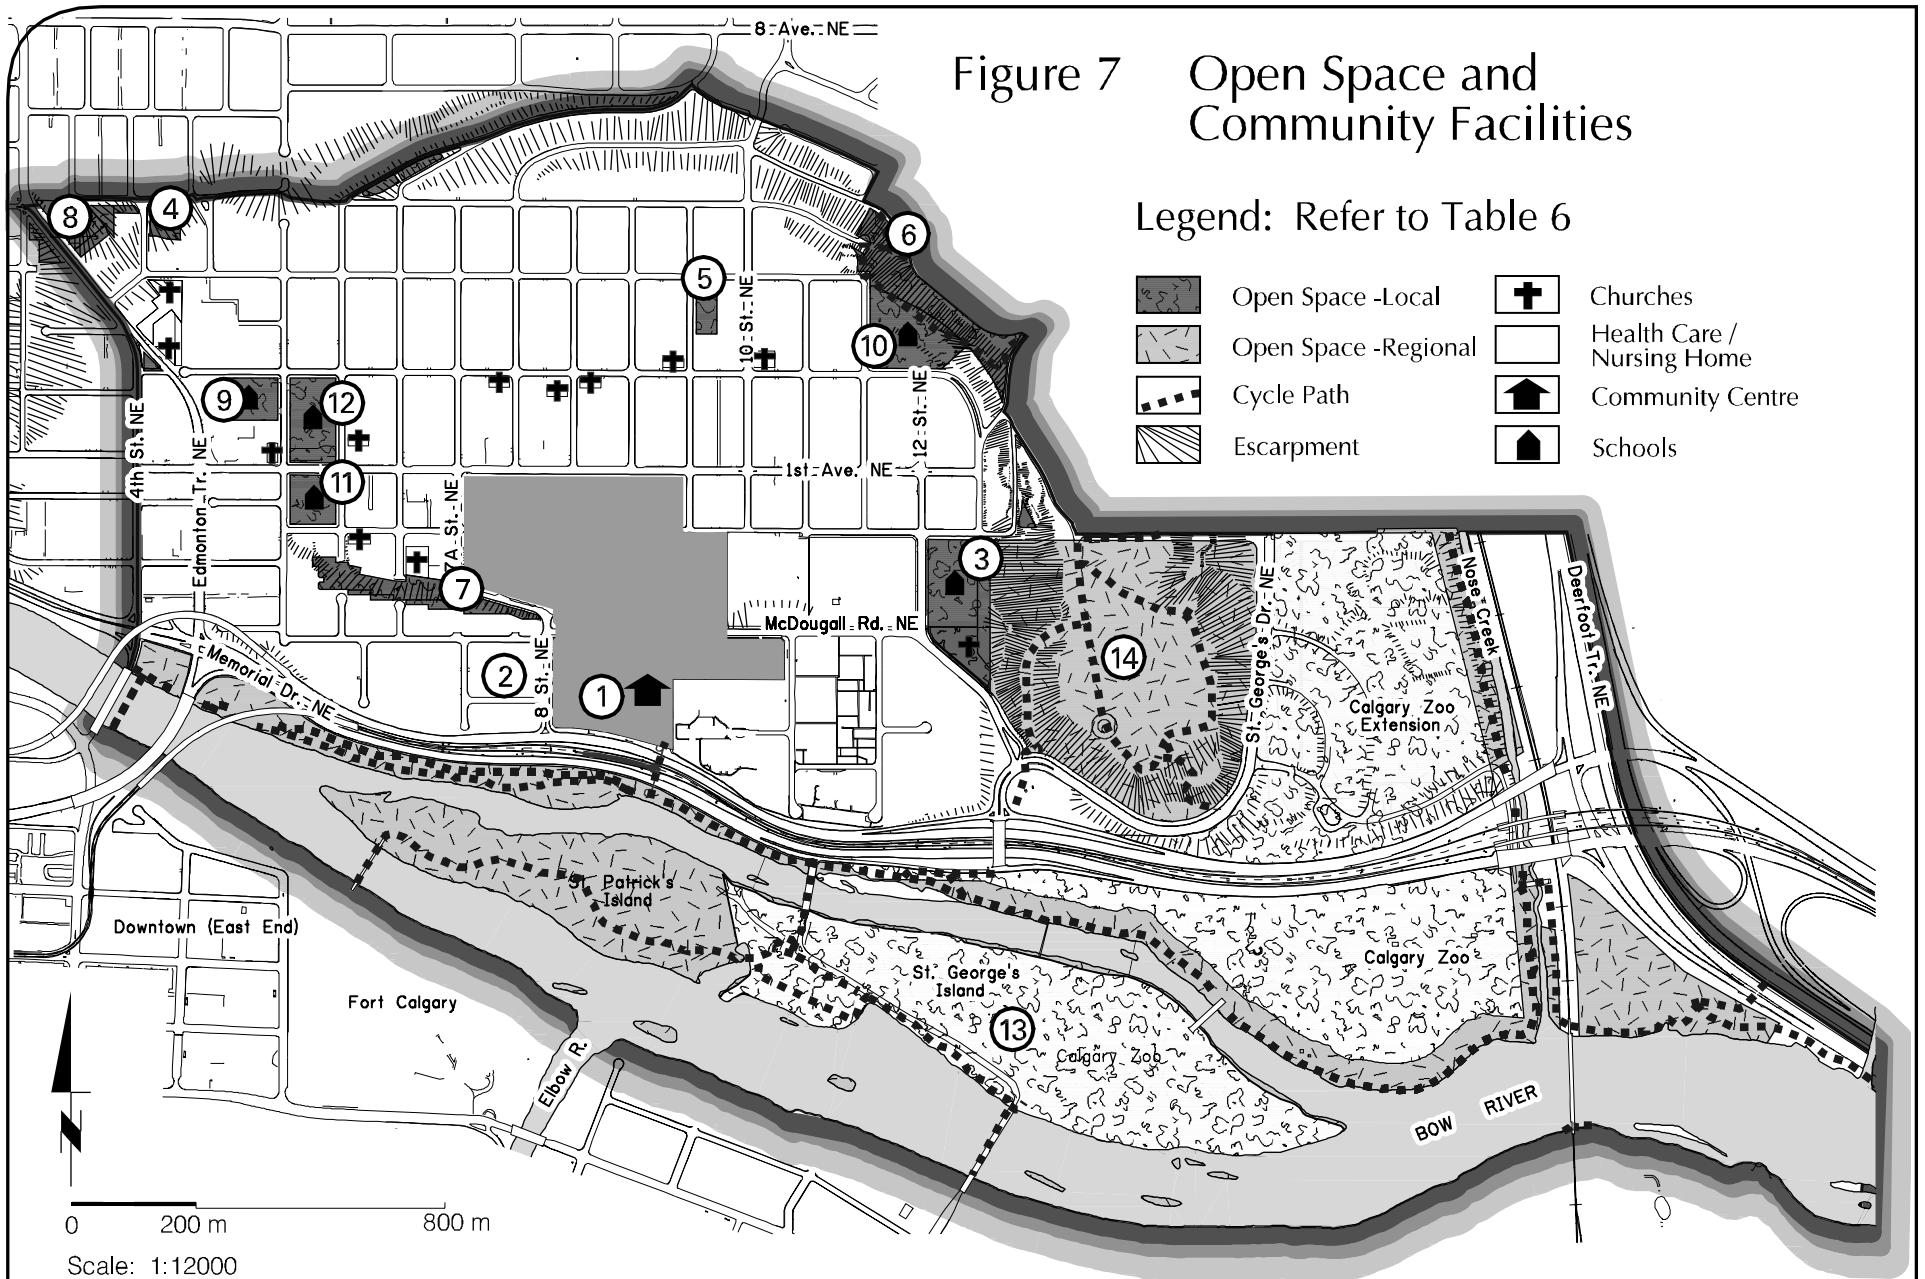 8 Ave. NE
Figure 7
Open Space and
Community Facilities
Legend: Refer to Table 6
Open Space -Local
Open Space -Regional
Cycle Path
Escarpment
Churches
Health Care /
Nursing Home
Community Centre
Schools
8
4
6
5
10 St. NE
10
9
12
12 St. NE
4th St. NE
Edmonton Tr. NE
11
1st Ave. NE
7A St. NE
7
3
McDougall Rd. NE
2
8 St. NE
1
14
St. George's Dr. NE
Nose Creek
Deerfoot Tr. NE
Memorial Dr. NE
Calgary Zoo
Extension
St. Patrick's
Island
Downtown (East End)
St. George's
Island
Calgary Zoo
Fort Calgary
13
Calgary Zoo
Elbow R.
BOW RIVER
N
0 200 m 800 m
Scale: 1:12000